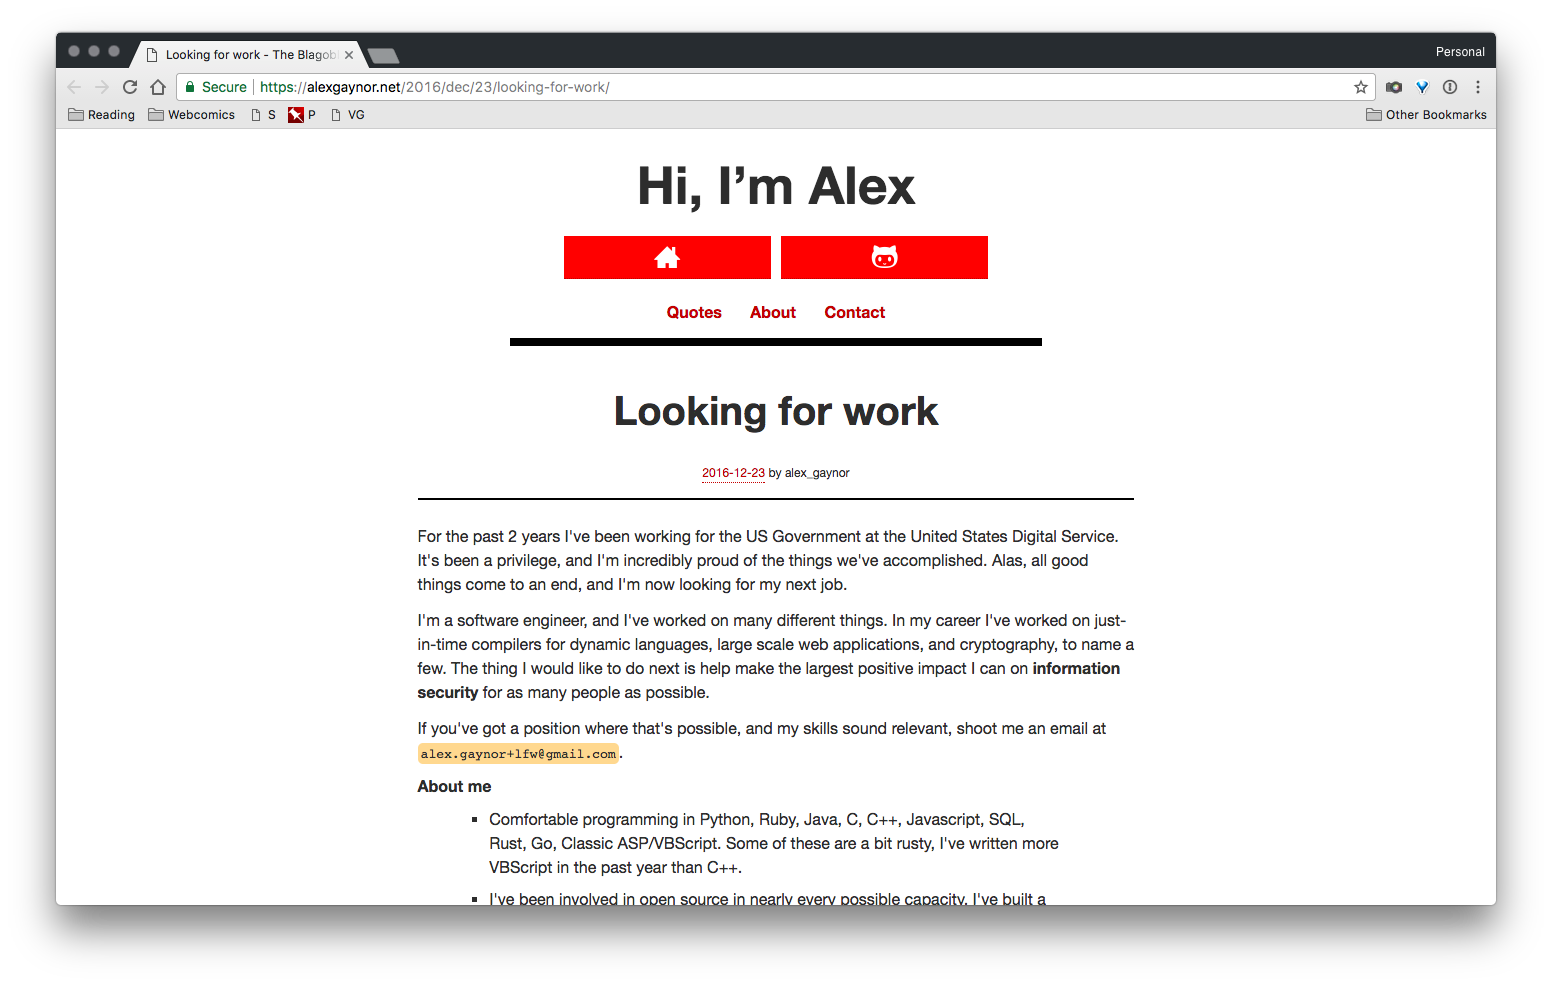 Looking for work - The Blagob
Personal
Secure
https://alexgaynor.net/2016/dec/23/looking-for-work/
Reading
Webcomics
S
P
VG
Other Bookmarks
Hi, I’m Alex
Quotes
About
Contact
Looking for work
2016-12-23 by alex_gaynor
For the past 2 years I've been working for the US Government at the United States Digital Service.
It's been a privilege, and I'm incredibly proud of the things we've accomplished. Alas, all good
things come to an end, and I'm now looking for my next job.
I'm a software engineer, and I've worked on many different things. In my career I've worked on just-
in-time compilers for dynamic languages, large scale web applications, and cryptography, to name a
few. The thing I would like to do next is help make the largest positive impact I can on information
security for as many people as possible.
If you've got a position where that's possible, and my skills sound relevant, shoot me an email at
alex.gaynor+lfw@gmail.com.
About me
Comfortable programming in Python, Ruby, Java, C, C++, Javascript, SQL,
Rust, Go, Classic ASP/VBScript. Some of these are a bit rusty, I've written more
VBScript in the past year than C++.
I've been involved in open source in nearly every possible capacity. I've built a